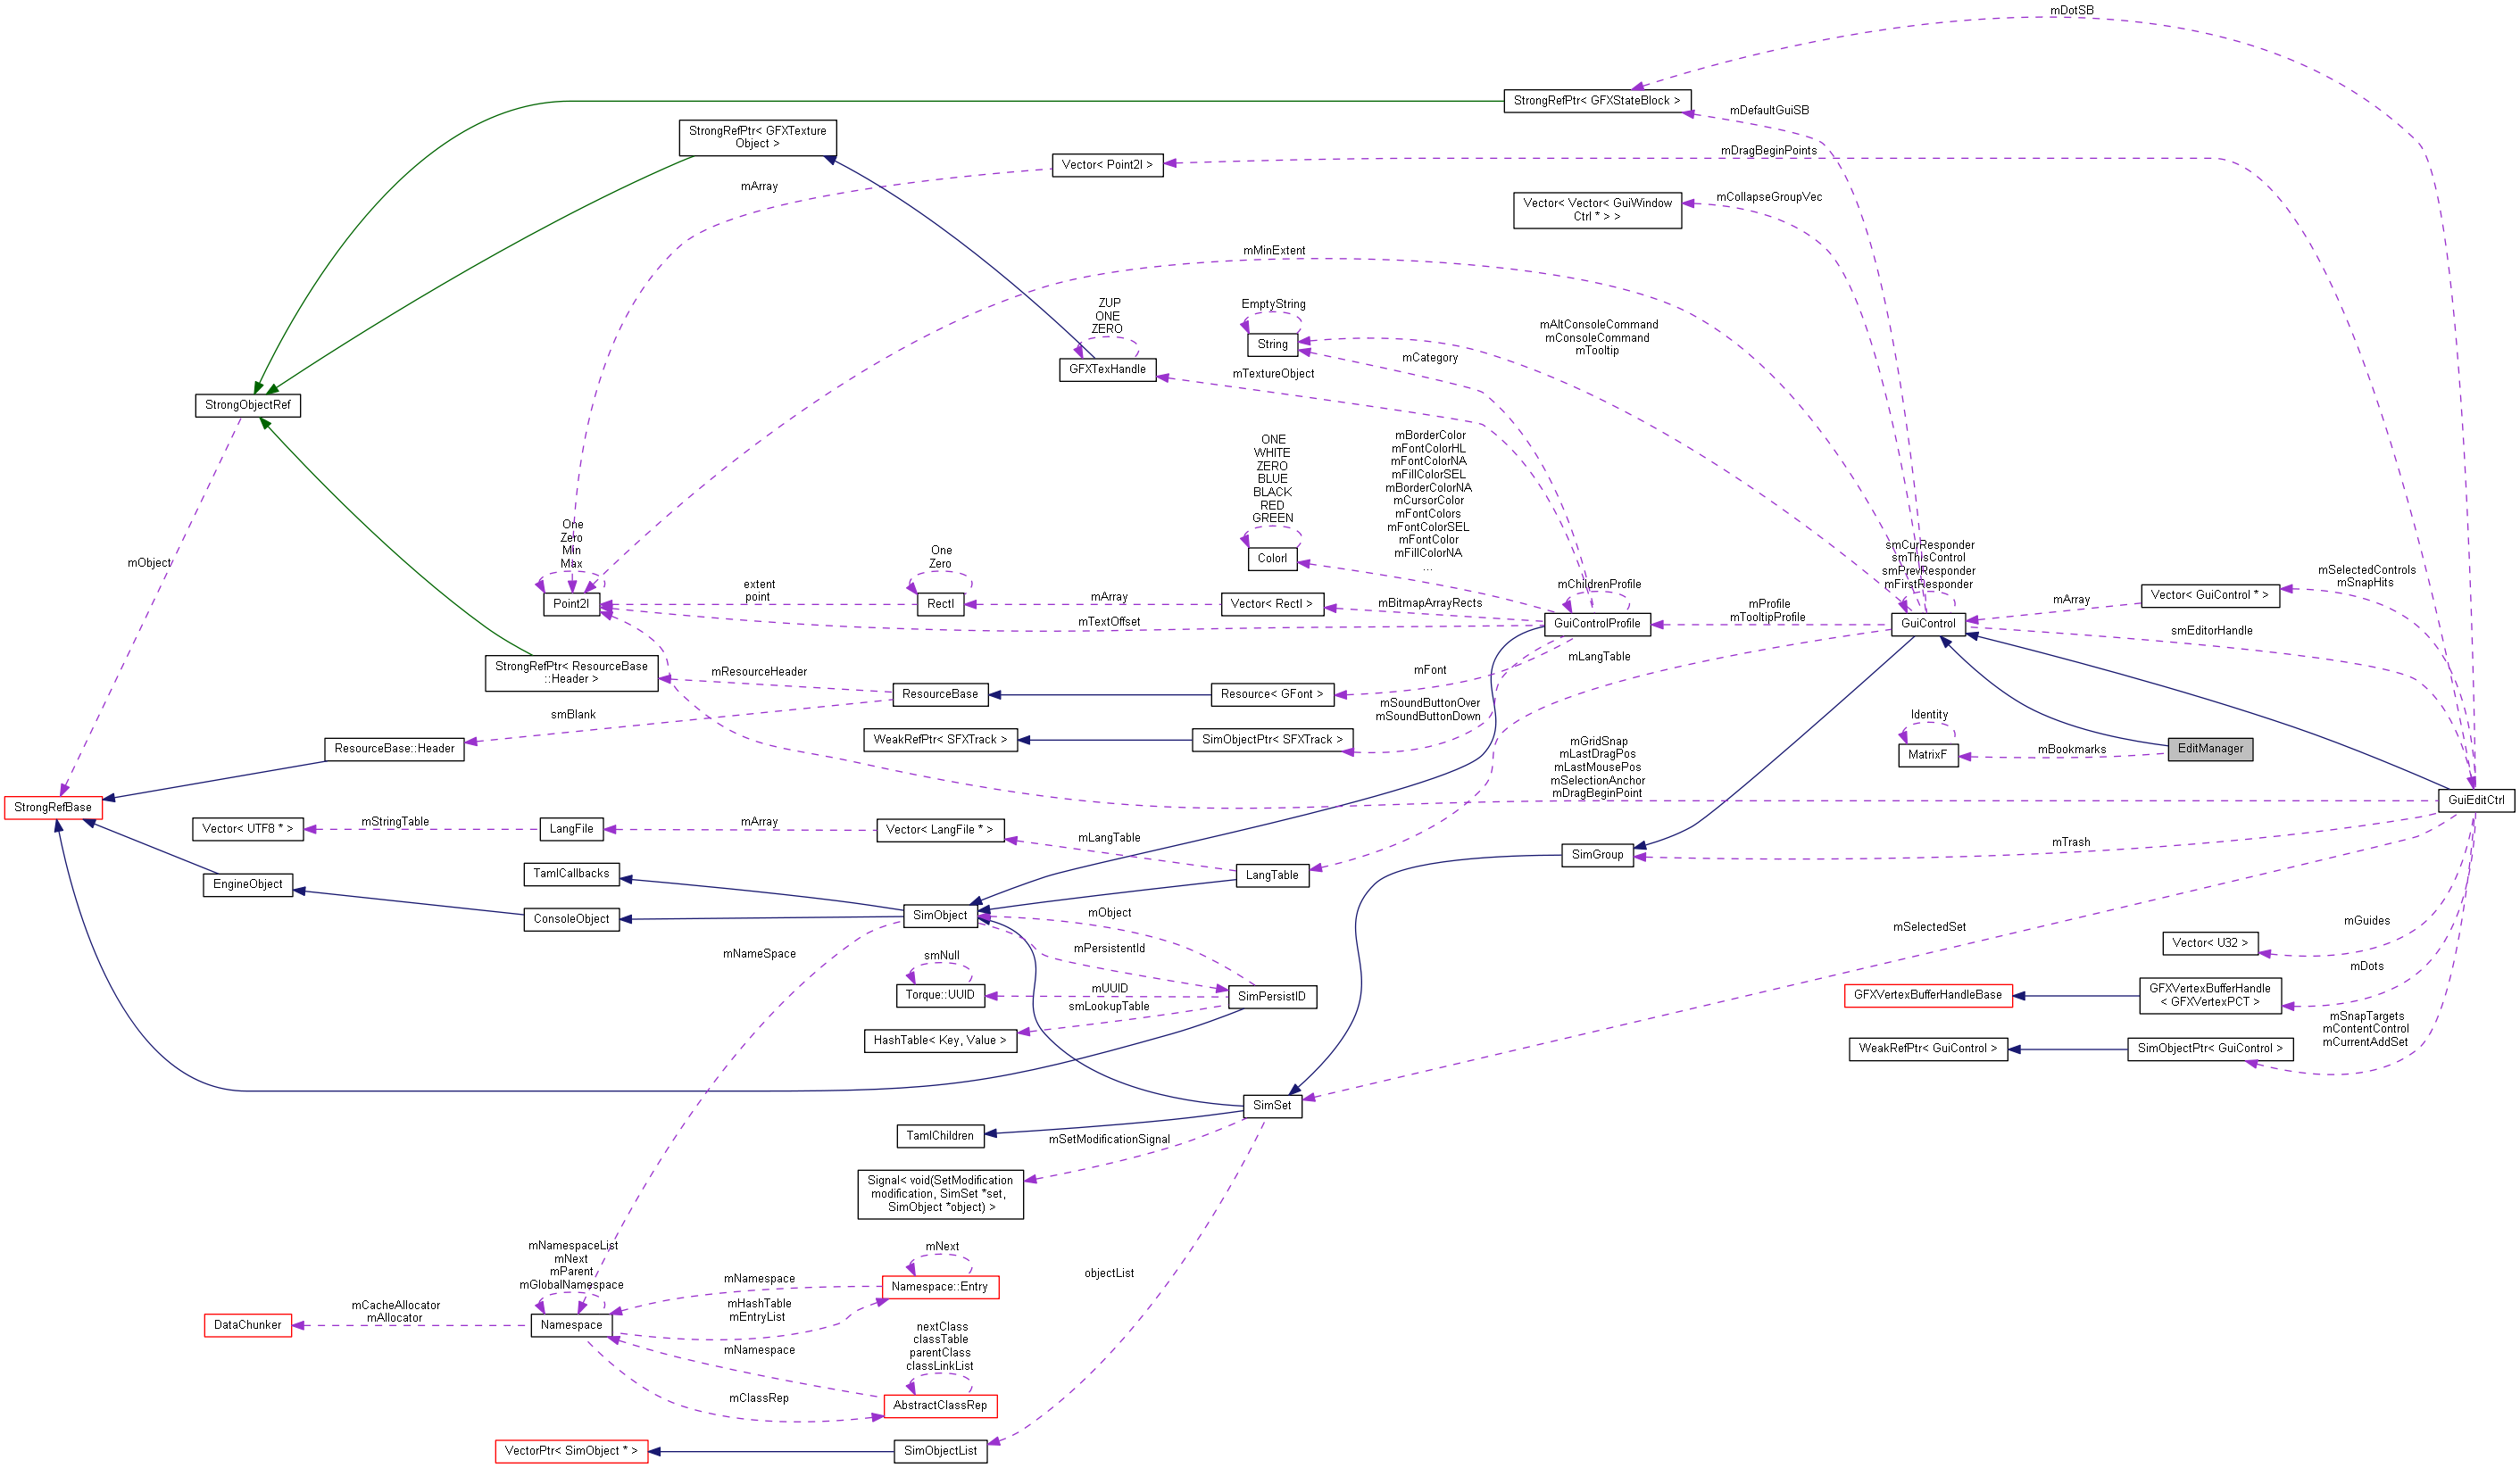 mDotSB
StrongRefPtr< GFXStateBlock >
mDefaultGuiSB
StrongRefPtr< GFXTexture
Object >
Vector< Point2I >
mDragBeginPoints
mArray
Vector< Vector< GuiWindow
Ctrl * > >
mCollapseGroupVec
mMinExtent
ZUP
ONE
ZERO
GFXTexHandle
EmptyString
String
mAltConsoleCommand
mConsoleCommand
mTooltip
mCategory
mTextureObject
StrongObjectRef
ONE
WHITE
ZERO
BLUE
BLACK
RED
GREEN
ColorI
mBorderColor
mFontColorHL
mFontColorNA
mFillColorSEL
mBorderColorNA
mCursorColor
mFontColors
mFontColorSEL
mFontColor
mFillColorNA
...
mObject
One
Zero
Min
Max
Point2I
extent
point
One
Zero
RectI
mArray
Vector< RectI >
mBitmapArrayRects
mTextOffset
mChildrenProfile
GuiControlProfile
mProfile
mTooltipProfile
smCurResponder
smThisControl
smPrevResponder
mFirstResponder
GuiControl
mArray
Vector< GuiControl * >
mSelectedControls
mSnapHits
smEditorHandle
StrongRefPtr< ResourceBase
::Header >
mResourceHeader
ResourceBase
Resource< GFont >
mFont
mLangTable
smBlank
mSoundButtonOver
mSoundButtonDown
ResourceBase::Header
WeakRefPtr< SFXTrack >
SimObjectPtr< SFXTrack >
mGridSnap
mLastDragPos
mLastMousePos
mSelectionAnchor
mDragBeginPoint
Identity
MatrixF
mBookmarks
EditManager
StrongRefBase
GuiEditCtrl
Vector< UTF8 * >
mStringTable
LangFile
mArray
Vector< LangFile * >
mLangTable
LangTable
SimGroup
mTrash
EngineObject
TamlCallbacks
ConsoleObject
SimObject
mObject
mPersistentId
mNameSpace
smNull
Torque::UUID
mUUID
smLookupTable
SimPersistID
HashTable< Key, Value >
mSelectedSet
mGuides
Vector< U32 >
mDots
GFXVertexBufferHandleBase
GFXVertexBufferHandle
< GFXVertexPCT >
mSnapTargets
mContentControl
mCurrentAddSet
WeakRefPtr< GuiControl >
SimObjectPtr< GuiControl >
SimSet
TamlChildren
mSetModificationSignal
Signal< void(SetModification
modification, SimSet *set,
SimObject *object) >
objectList
mNamespaceList
mNext
mParent
mGlobalNamespace
Namespace
mNext
Namespace::Entry
mNamespace
mHashTable
mEntryList
mCacheAllocator
mAllocator
DataChunker
mNamespace
nextClass
classTable
parentClass
classLinkList
AbstractClassRep
mClassRep
VectorPtr< SimObject * >
SimObjectList